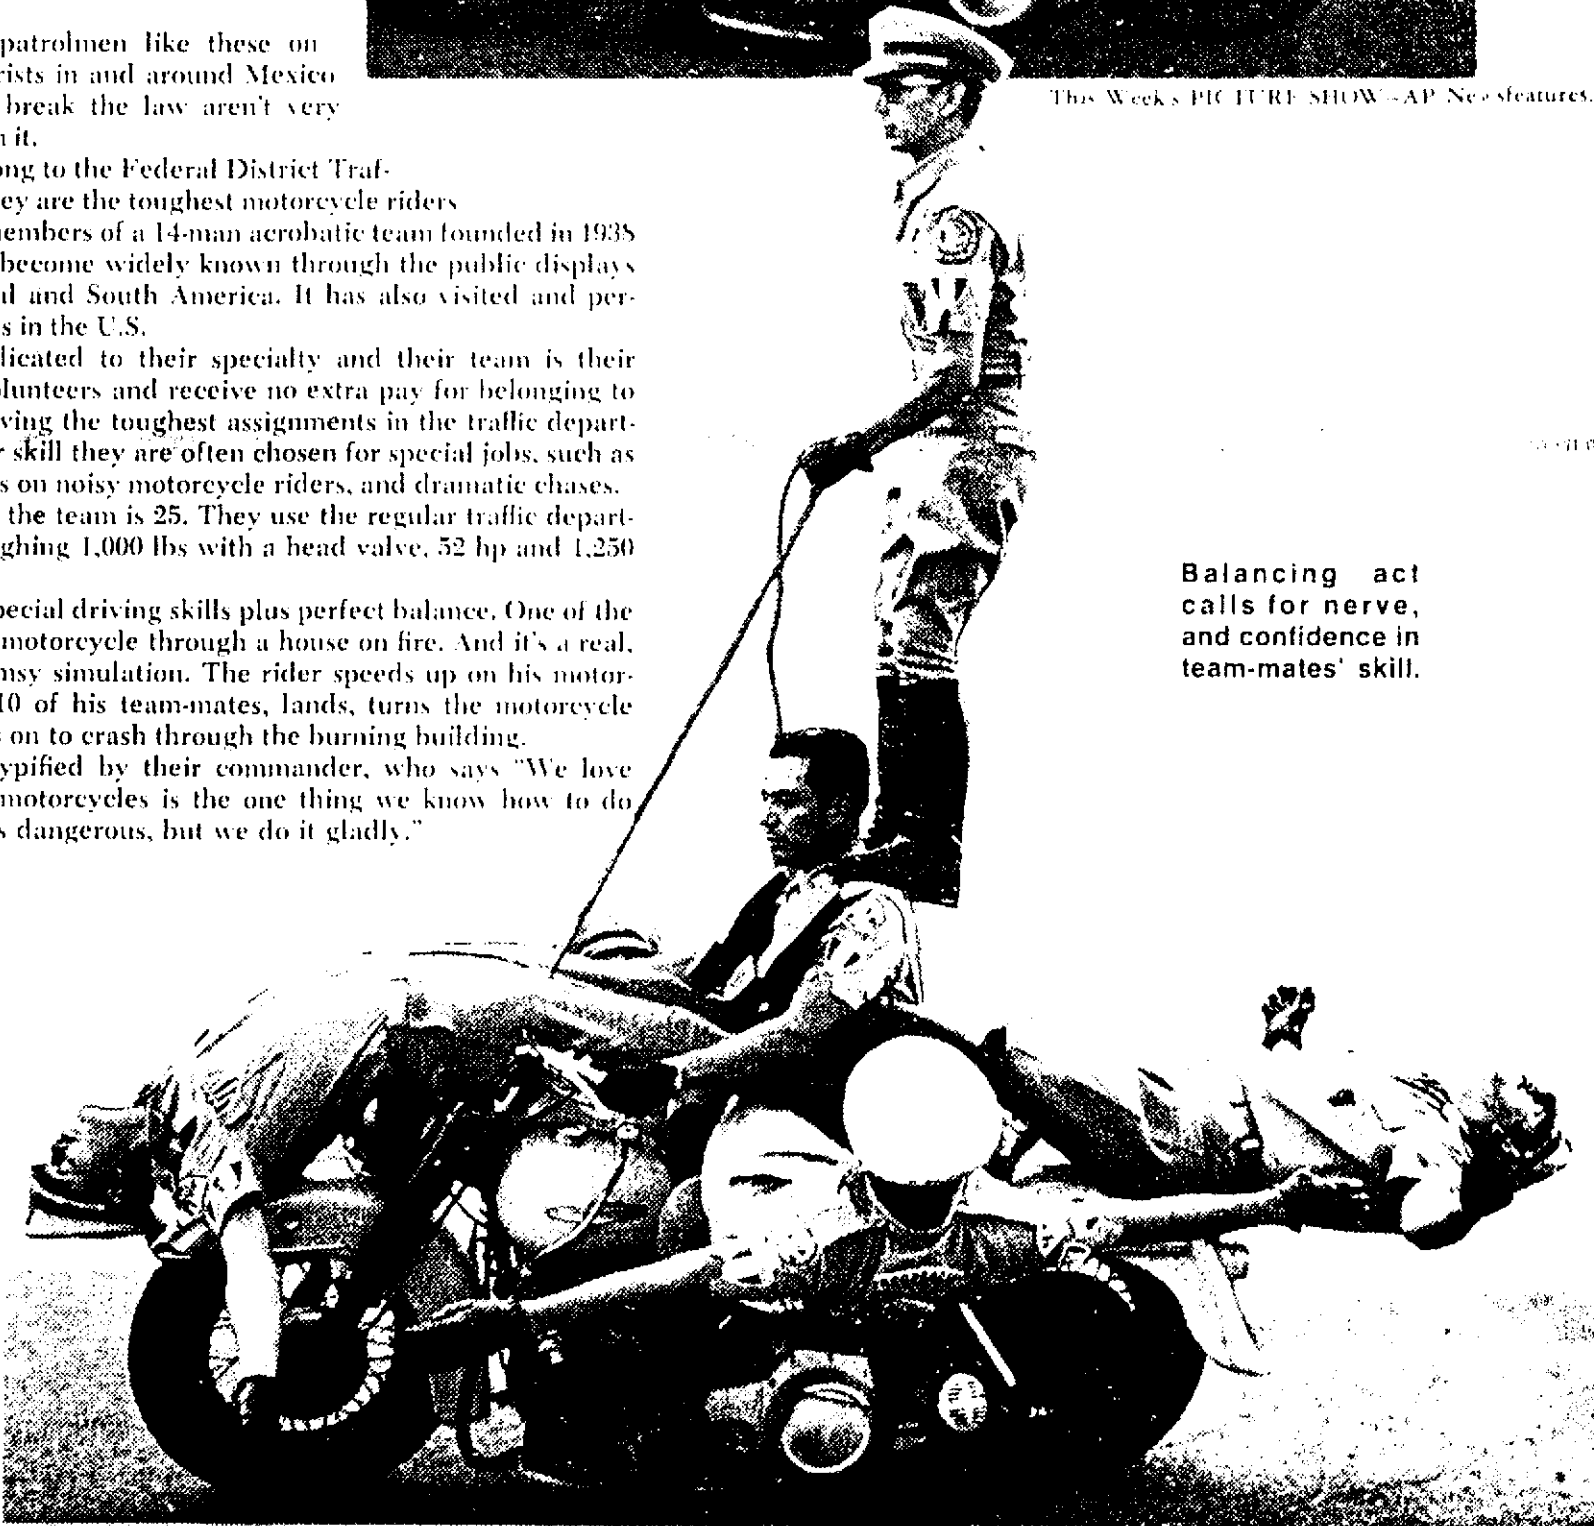 patrolmen like these on
rists in and around Mexico
break the law aren't very
it.
ong to the Federal District Traf-
ey are the toughest motorcycle riders
members of a 14-man acrobatic team founded in 1938
become widely known through the public displays
al and South America. It has also visited and per-
s in the U.S.
licated to their specialty and their team is their
olunteers and receive no extra pay for belonging to
ving the toughest assignments in the traffic depart-
r skill they are often chosen for special jobs, such as
s on noisy motorcycle riders, and dramatic chases.
the team is 25. They use the regular traffic depart-
ghing 1,000 lbs with a head valve, 52 hp and 1,250
pecial driving skills plus perfect balance. One of the
motorcycle through a house on fire. And it's a real,
msy simulation. The rider speeds up on his motor-
10 of his team-mates, lands, turns the motorcycle
s on to crash through the burning building.
ypified by their commander, who says "We love
motorcycles is the one thing we know how to do
s dangerous, but we do it gladly."
This Week's PICTURE SHOW—AP Newsfeatures.
Balancing act
calls for nerve,
and confidence in
team-mates' skill.